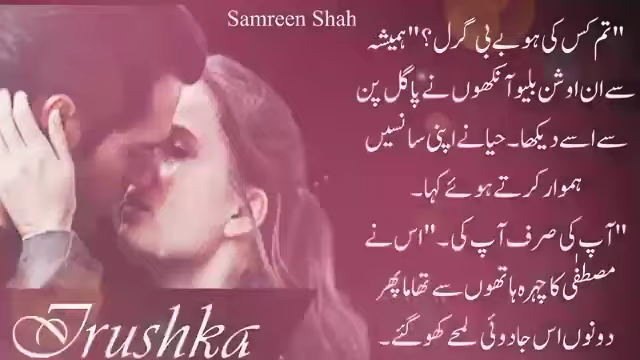 Samreen Shah
"تم کس کی ہو بے بی گرل؟" ہمیشہ
سے ان اوشن بلیو آنکھوں نے پاگل پن
سے اسے دیکھا۔ حیا نے اپنی سانسیں
ہموار کرتے ہوئے کہا۔
"آپ کی صرف آپ کی۔" اس نے
مصطفٰی کا چہرہ ہاتھوں سے تھاما پھر
دونوں اس جادوئی لمحے کھو گئے۔
Irushka